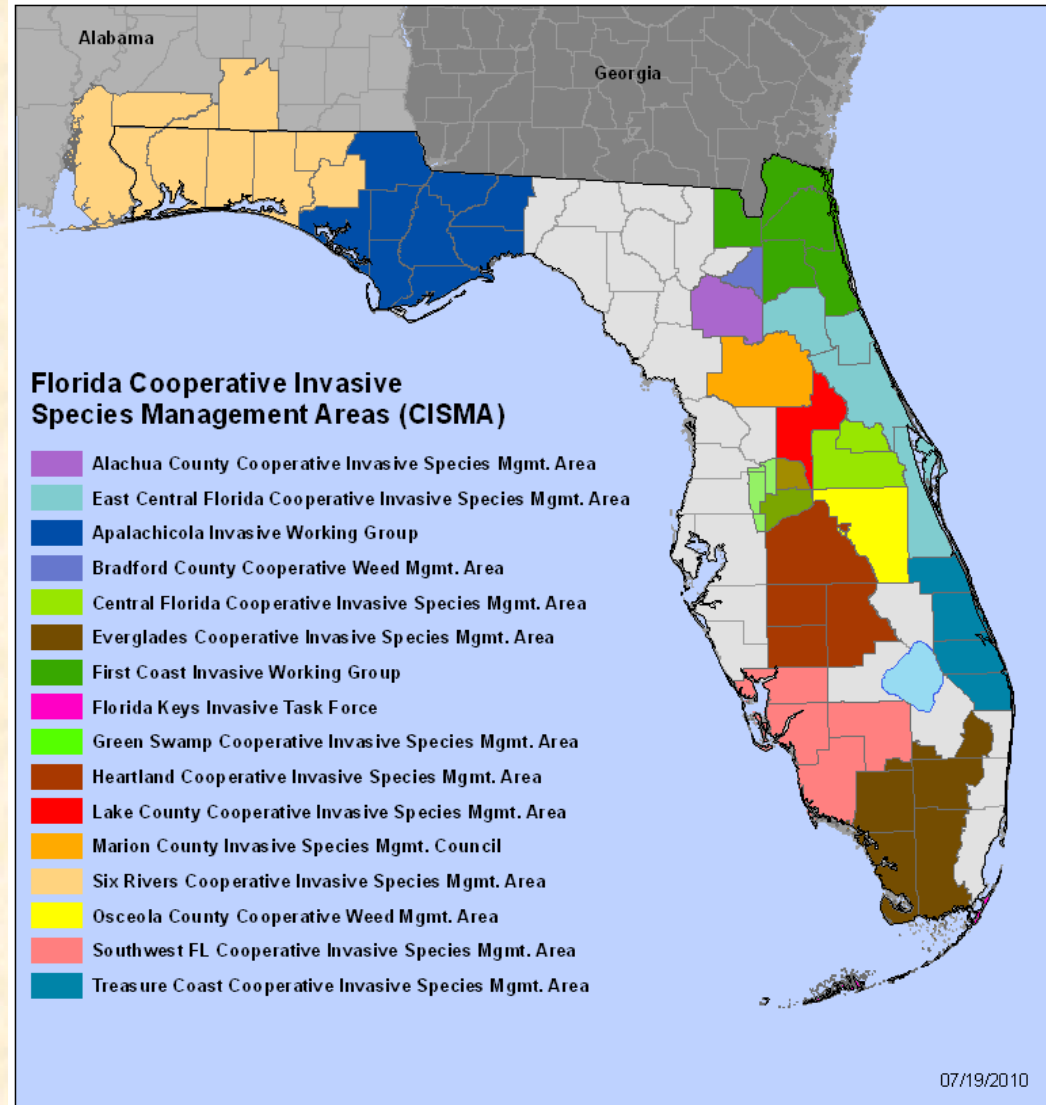 Alabama
Georgia
Florida Cooperative Invasive
Species Management Areas (CISMA)
Alachua County Cooperative Invasive Species Mgmt. Area
East Central Florida Cooperative Invasive Species Mgmt. Area
Apalachicola Invasive Working Group
Bradford County Cooperative Weed Mgmt. Area
Central Florida Cooperative Invasive Species Mgmt. Area
Everglades Cooperative Invasive Species Mgmt. Area
First Coast Invasive Working Group
Florida Keys Invasive Task Force
Green Swamp Cooperative Invasive Species Mgmt. Area
Heartland Cooperative Invasive Species Mgmt. Area
Lake County Cooperative Invasive Species Mgmt. Area
Marion County Invasive Species Mgmt. Council
Six Rivers Cooperative Invasive Species Mgmt. Area
Osceola County Cooperative Weed Mgmt. Area
Southwest FL Cooperative Invasive Species Mgmt. Area
Treasure Coast Cooperative Invasive Species Mgmt. Area
07/19/2010